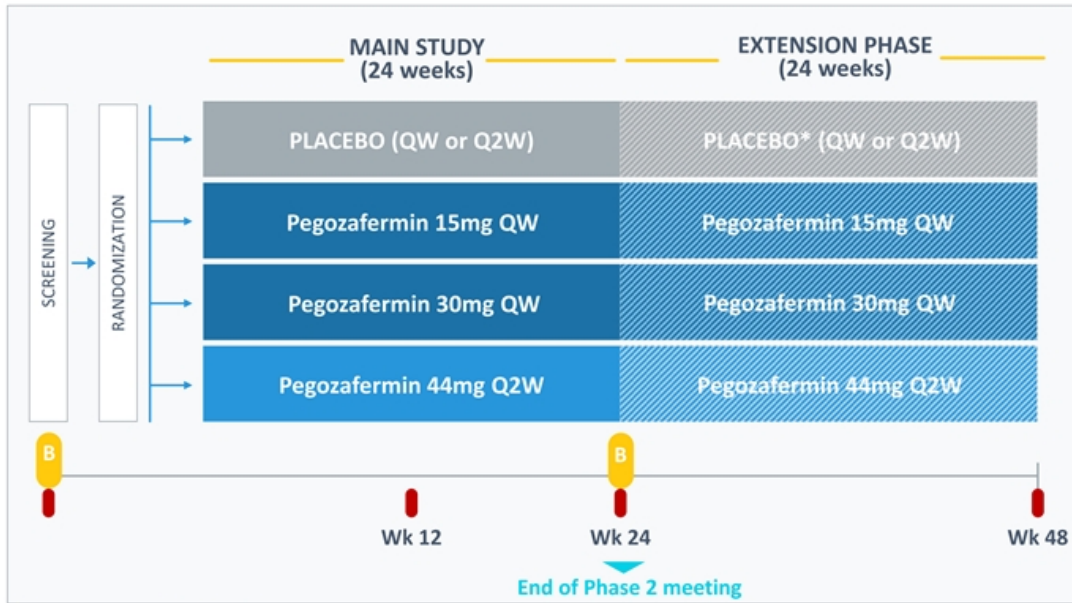 MAIN STUDY
(24 weeks)
EXTENSION PHASE
(24 weeks)
SCREENING
RANDOMIZATION
PLACEBO (QW or Q2W)
PLACEBO* (QW or Q2W)
Pegozafermin 15mg QW
Pegozafermin 15mg QW
Pegozafermin 30mg QW
Pegozafermin 30mg QW
Pegozafermin 44mg Q2W
Pegozafermin 44mg Q2W
B
B
Wk 12
Wk 24
Wk 48
End of Phase 2 meeting